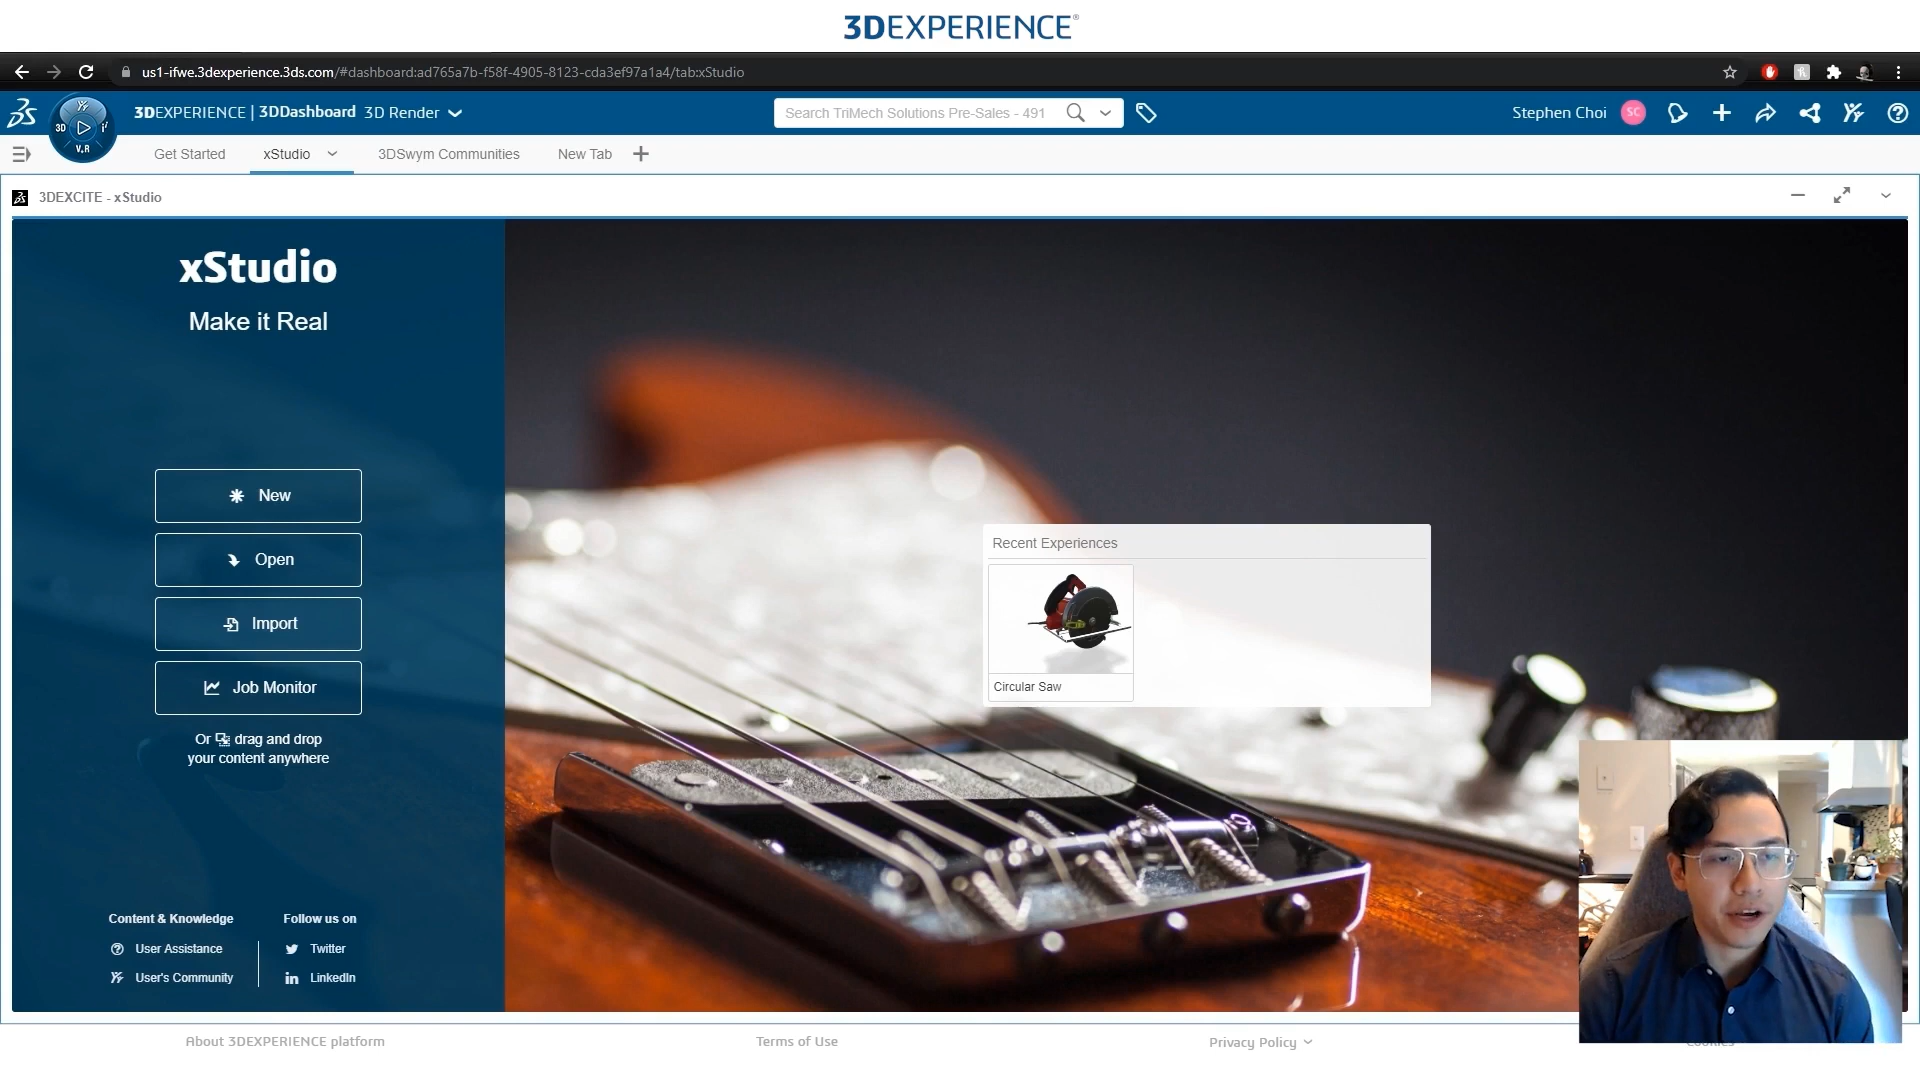 3DEXPERIENCE®
us1-ifwe.3dexperience.3ds.com/#dashboard:ad765a7b-f58f-4905-8123-cda3ef97a1a4/tab:xStudio
3D
V.R
3DEXPERIENCE | 3DDashboard 3D Render
Search TriMech Solutions Pre-Sales - 491
Stephen Choi
SC
Get Started
xStudio
3DSwym Communities
New Tab
3DEXCITE - xStudio
xStudio
Make it Real
New
Open
Import
Job Monitor
Or drag and drop
your content anywhere
Recent Experiences
Circular Saw
Content & Knowledge
Follow us on
User Assistance
Twitter
User's Community
LinkedIn
About 3DEXPERIENCE platform
Terms of Use
Privacy Policy
Cookies